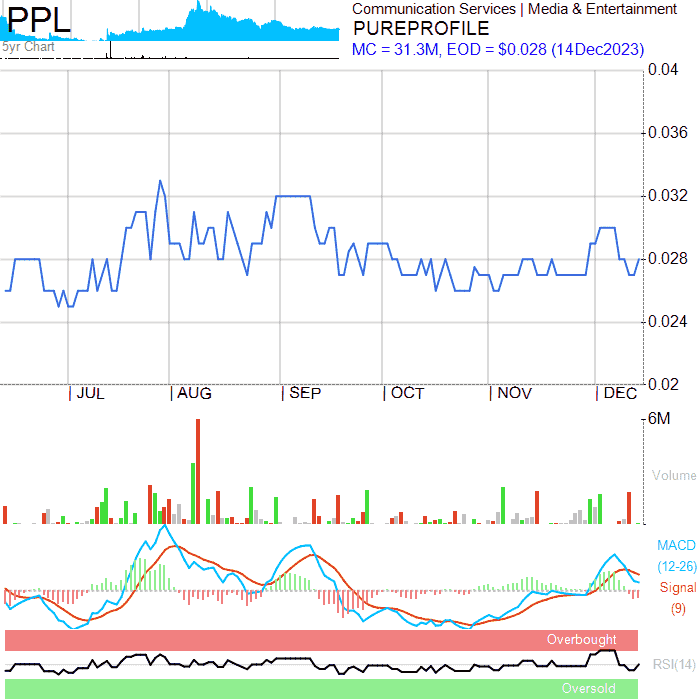 PPL
5yr Chart
Communication Services | Media & Entertainment
PUREPROFILE
MC = 31.3M, EOD = $0.028 (14Dec2023)
0.04
0.036
0.032
0.028
0.024
0.02
JUL AUG SEP OCT NOV DEC
6M
Volume
MACD
(12-26)
Signal
(9)
Overbought
RSI(14)
Oversold